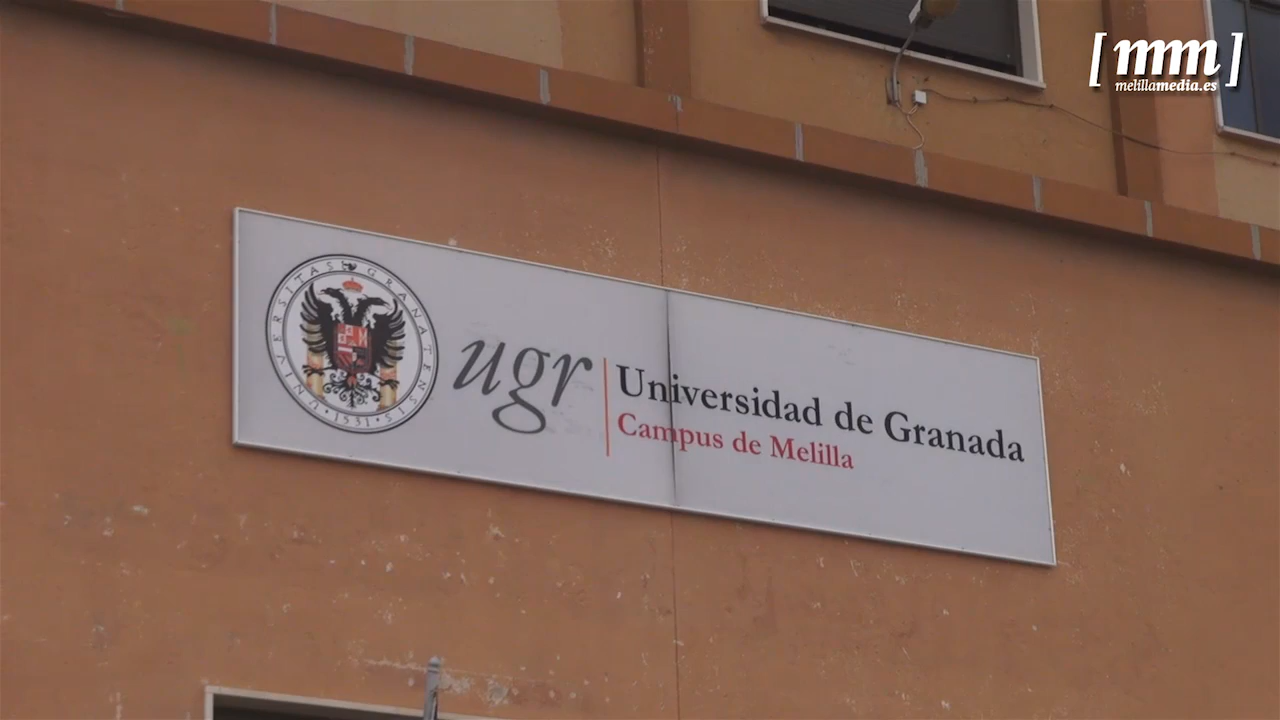 [mm]
melillamedia.es
UNIVERSITAS GRANATENSIS
· 1531 ·
ugr
Universidad de Granada
Campus de Melilla